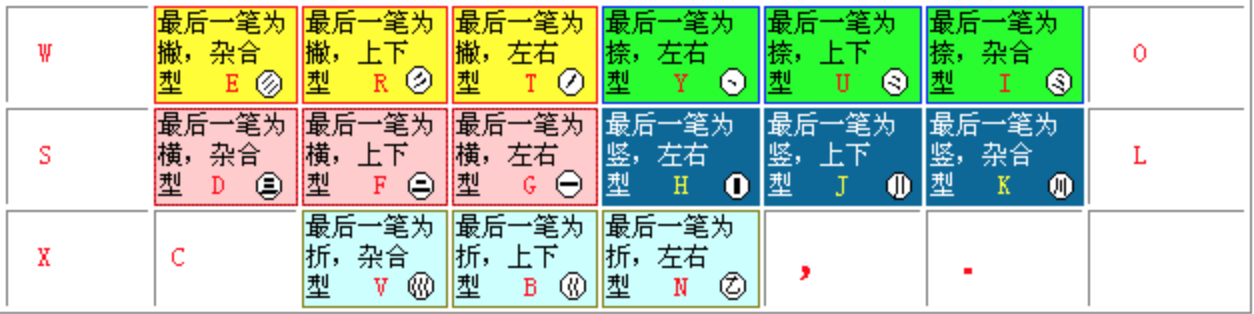 W
最后一笔为
撇，杂合
型 E
最后一笔为
撇，上下
型 R
最后一笔为
撇，左右
型 T
最后一笔为
捺，左右
型 Y
最后一笔为
捺，上下
型 U
最后一笔为
捺，杂合
型 I
O
S
最后一笔为
横，杂合
型 D
最后一笔为
横，上下
型 F
最后一笔为
横，左右
型 G
最后一笔为
竖，左右
型 H
最后一笔为
竖，上下
型 J
最后一笔为
竖，杂合
型 K
L
X
C
最后一笔为
折，杂合
型 V
最后一笔为
折，上下
型 B
最后一笔为
折，左右
型 N 乙
，
.